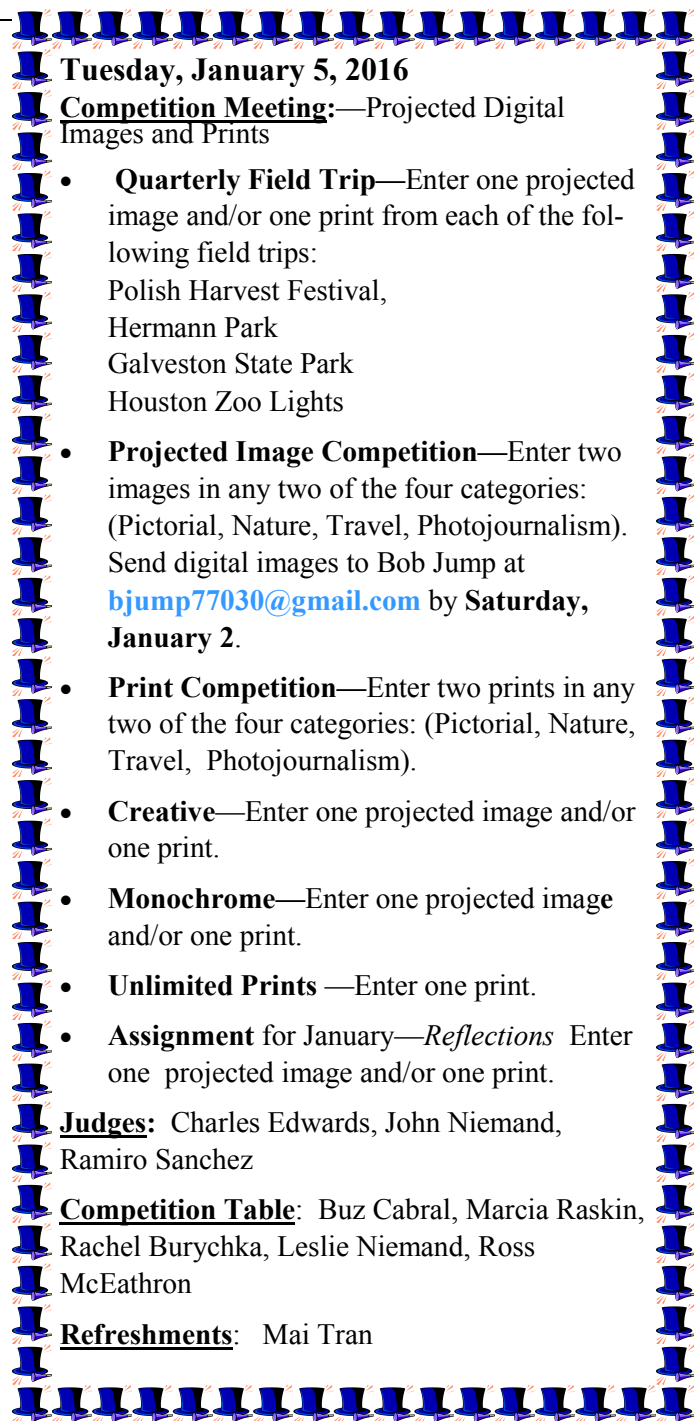 Tuesday, January 5, 2016
Competition Meeting:—Projected Digital
Images and Prints
• Quarterly Field Trip—Enter one projected
image and/or one print from each of the fol-
lowing field trips:
Polish Harvest Festival,
Hermann Park
Galveston State Park
Houston Zoo Lights
• Projected Image Competition—Enter two
images in any two of the four categories:
(Pictorial, Nature, Travel, Photojournalism).
Send digital images to Bob Jump at
bjump77030@gmail.com by Saturday,
January 2.
• Print Competition—Enter two prints in any
two of the four categories: (Pictorial, Nature,
Travel, Photojournalism).
• Creative—Enter one projected image and/or
one print.
• Monochrome—Enter one projected image
and/or one print.
• Unlimited Prints —Enter one print.
• Assignment for January—Reflections Enter
one projected image and/or one print.
Judges: Charles Edwards, John Niemand,
Ramiro Sanchez
Competition Table: Buz Cabral, Marcia Raskin,
Rachel Burychka, Leslie Niemand, Ross
McEathron
Refreshments: Mai Tran